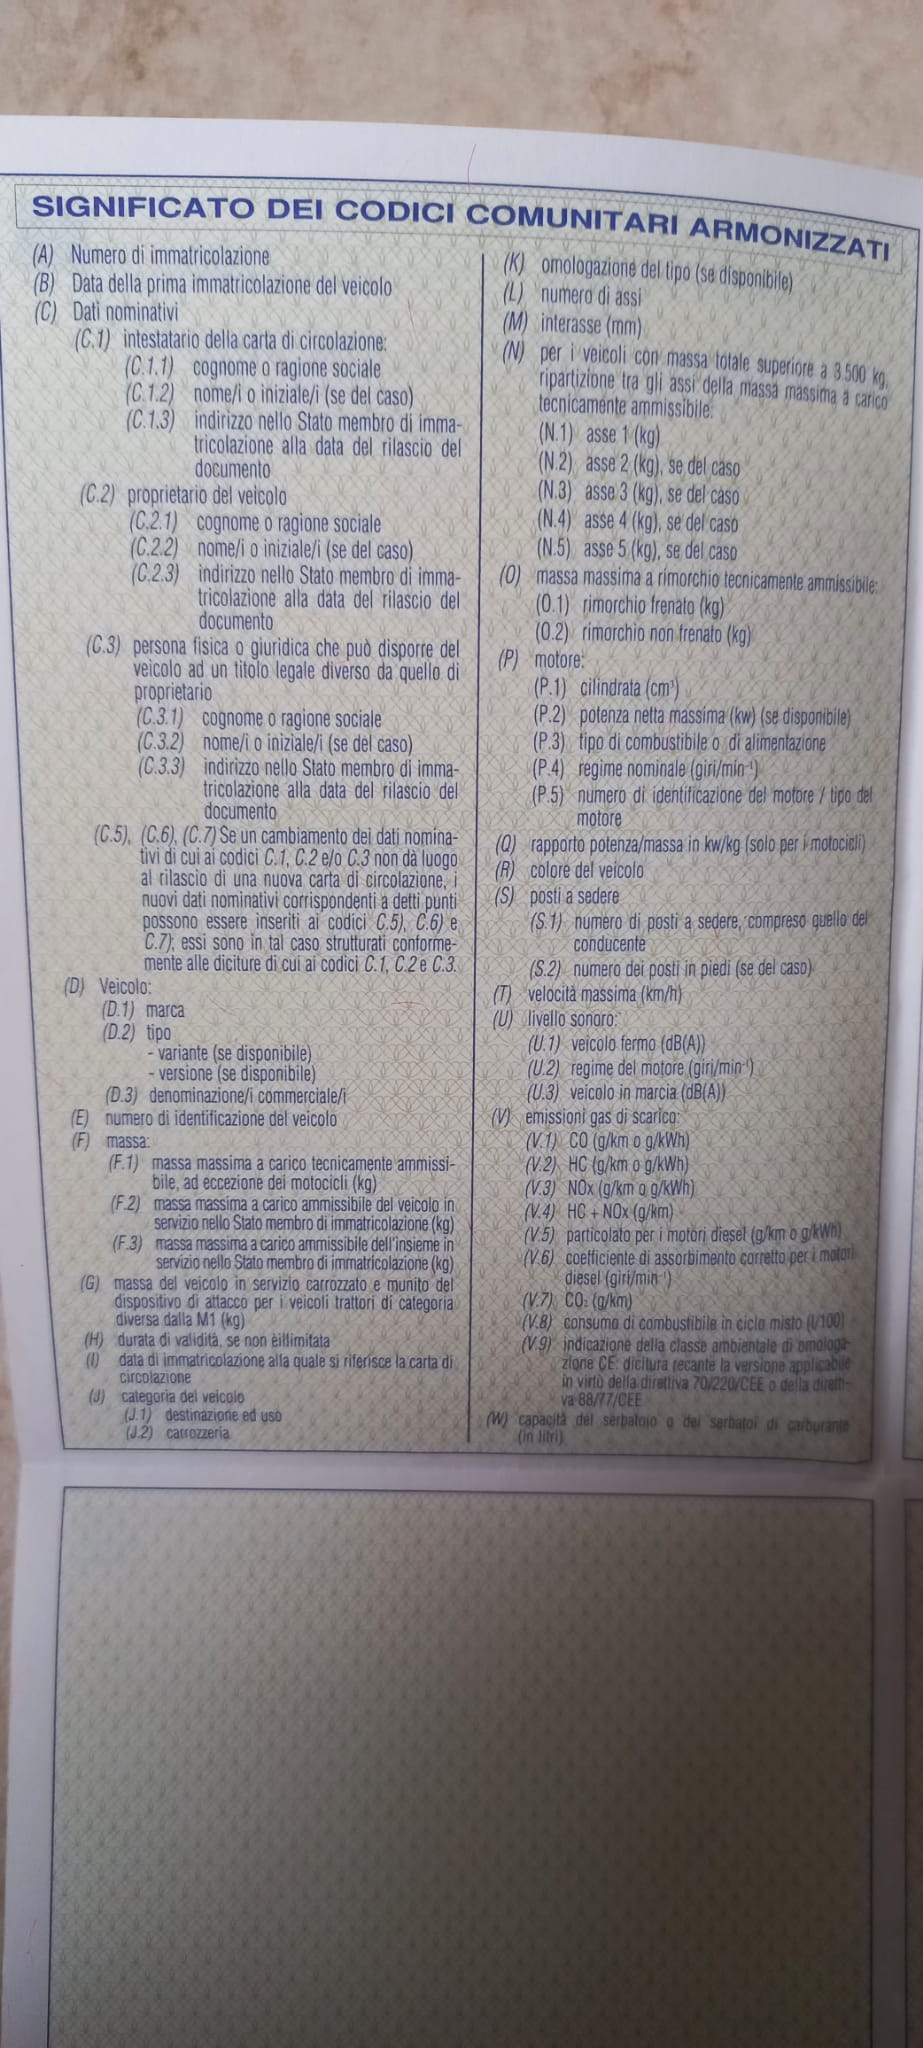 SIGNIFICATO DEI CODICI COMUNITARI ARMONIZZATI
(A) Numero di immatricolazione
(B) Data della prima immatricolazione del veicolo
(C) Dati nominativi
(C.1) intestatario della carta di circolazione:
(C.1.1) cognome o ragione sociale
(C.1.2) nome/i o iniziale/i (se del caso)
(C.1.3) indirizzo nello Stato membro di imma-
tricolazione alla data del rilascio del
documento
(C.2) proprietario del veicolo
(C.2.1) cognome o ragione sociale
(C.2.2) nome/i o iniziale/i (se del caso)
(C.2.3) indirizzo nello Stato membro di imma-
tricolazione alla data del rilascio del
documento
(C.3) persona fisica o giuridica che può disporre del
veicolo ad un titolo legale diverso da quello di
proprietario
(C.3.1) cognome o ragione sociale
(C.3.2) nome/i o iniziale/i (se del caso)
(C.3.3) indirizzo nello Stato membro di imma-
tricolazione alla data del rilascio del
documento
(C.5), (C.6), (C.7) Se un cambiamento dei dati nomina-
tivi di cui ai codici C.1, C.2 e/o C.3 non dà luogo
al rilascio di una nuova carta di circolazione, i
nuovi dati nominativi corrispondenti a detti punti
possono essere inseriti ai codici C.5), C.6) e
C.7); essi sono in tal caso strutturati conforme-
mente alle diciture di cui ai codici C.1, C.2 e C.3.
(D) Veicolo:
(D.1) marca
(D.2) tipo
- variante (se disponibile)
- versione (se disponibile)
(D.3) denominazione/i commerciale/i
(E) numero di identificazione del veicolo
(F) massa:
(F.1) massa massima a carico tecnicamente ammissi-
bile, ad eccezione dei motocicli (kg)
(F.2) massa massima a carico ammissibile del veicolo in
servizio nello Stato membro di immatricolazione (kg)
(F.3) massa massima a carico ammissibile dell'insieme in
servizio nello Stato membro di immatricolazione (kg)
(G) massa del veicolo in servizio carrozzato e munito del
dispositivo di attacco per i veicoli trattori di categoria
diversa dalla M1 (kg)
(H) durata di validità, se non è illimitata
(I) data di immatricolazione alla quale si riferisce la carta di
circolazione
(J) categoria del veicolo
(J.1) destinazione ed uso
(J.2) carrozzeria
(K) omologazione del tipo (se disponibile)
(L) numero di assi
(M) interasse (mm)
(N) per i veicoli con massa totale superiore a 3.500 kg,
ripartizione tra gli assi della massa massima a carico
tecnicamente ammissibile:
(N.1) asse 1 (kg)
(N.2) asse 2 (kg), se del caso
(N.3) asse 3 (kg), se del caso
(N.4) asse 4 (kg), se del caso
(N.5) asse 5 (kg), se del caso
(O) massa massima a rimorchio tecnicamente ammissibile:
(O.1) rimorchio frenato (kg)
(O.2) rimorchio non frenato (kg)
(P) motore:
(P.1) cilindrata (cm³)
(P.2) potenza netta massima (kw) (se disponibile)
(P.3) tipo di combustibile o di alimentazione
(P.4) regime nominale (giri/min⁻¹)
(P.5) numero di identificazione del motore / tipo del
motore
(Q) rapporto potenza/massa in kw/kg (solo per i motocicli)
(R) colore del veicolo
(S) posti a sedere
(S.1) numero di posti a sedere, compreso quello del
conducente
(S.2) numero dei posti in piedi (se del caso)
(T) velocità massima (km/h)
(U) livello sonoro:
(U.1) veicolo fermo (dB(A))
(U.2) regime del motore (giri/min⁻¹)
(U.3) veicolo in marcia (dB(A))
(V) emissioni gas di scarico:
(V.1) CO (g/km o g/kWh)
(V.2) HC (g/km o g/kWh)
(V.3) NOx (g/km o g/kWh)
(V.4) HC + NOx (g/km)
(V.5) particolato per i motori diesel (g/km o g/kWh)
(V.6) coefficiente di assorbimento corretto per i motori
diesel (giri/min⁻¹)
(V.7) CO₂ (g/km)
(V.8) consumo di combustibile in ciclo misto (l/100)
(V.9) indicazione della classe ambientale di omologa-
zione CE: dicitura recante la versione applicabile
in virtù della direttiva 70/220/CEE o della diretti-
va 88/77/CEE
(W) capacità del serbatoio o dei serbatoi di carburante
(in litri)